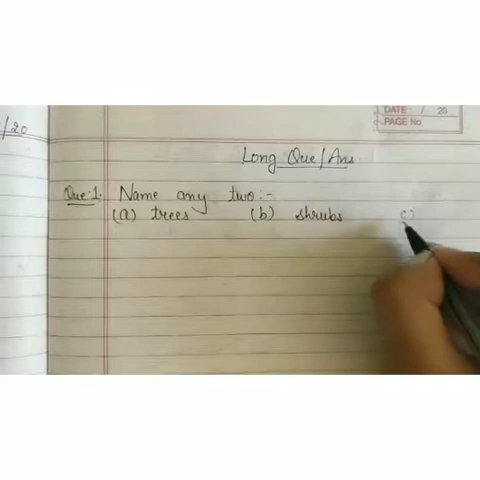 /20
DATE: / 20
PAGE No
Long Que/Ans.
Que:1. Name any two:-
(a) trees (b) shrubs (c)